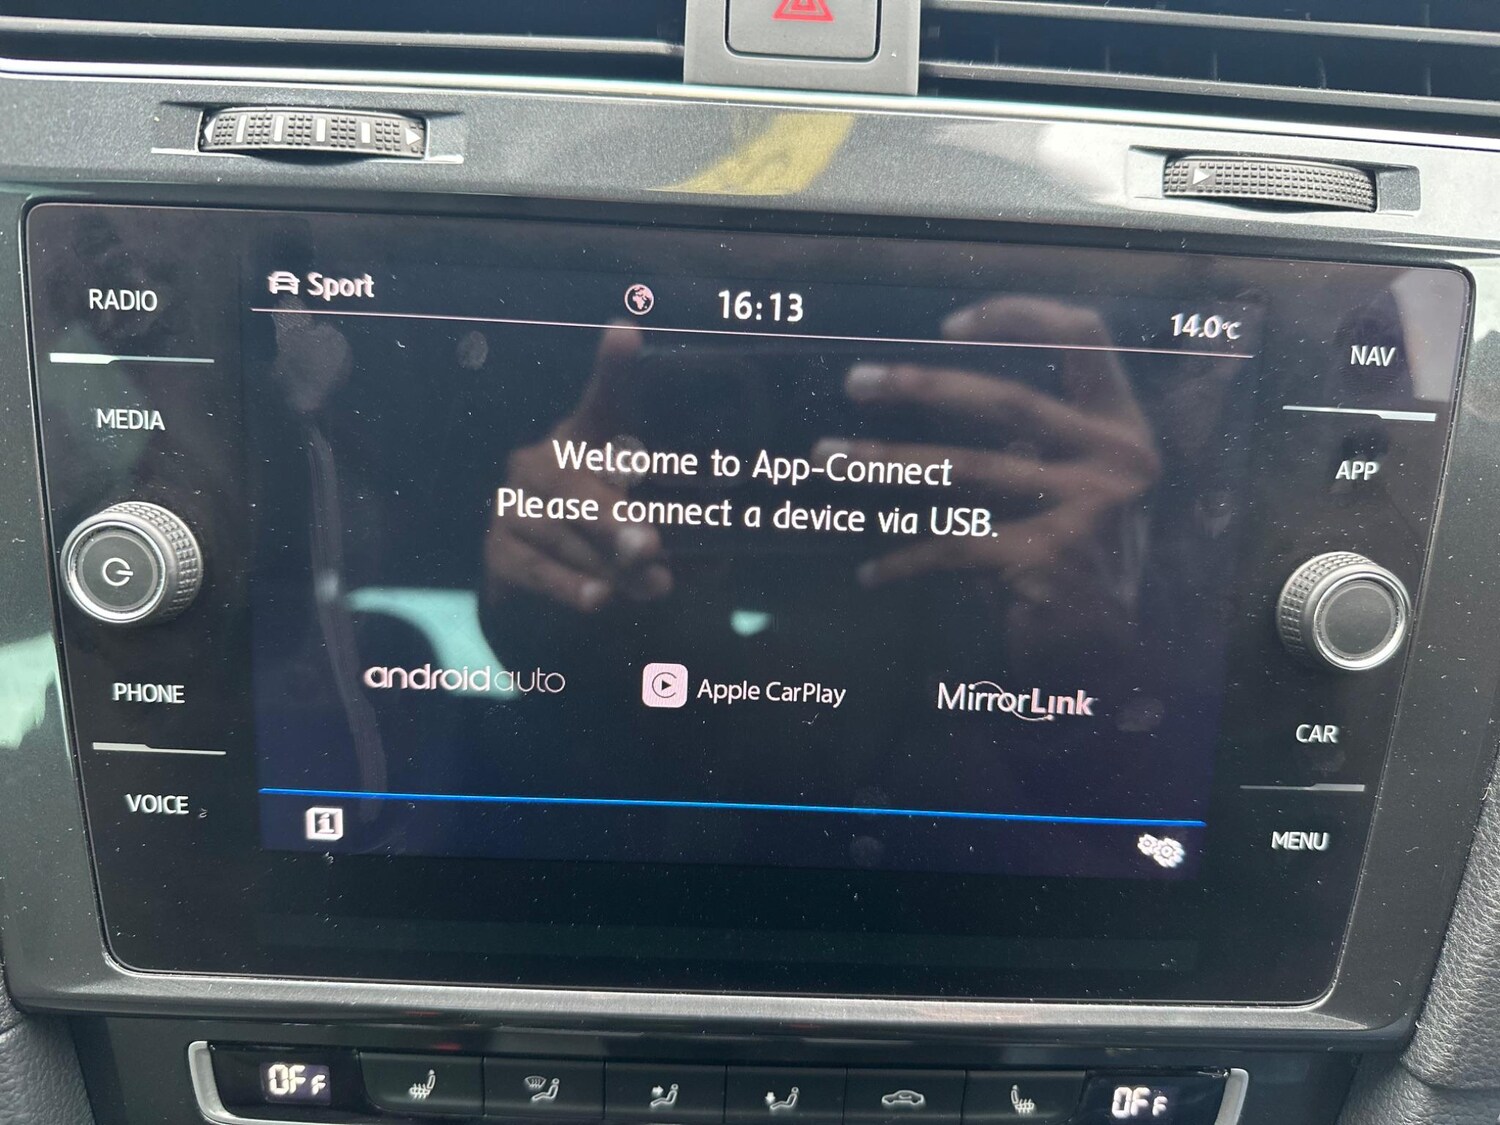 Sport 16:13 14.0°C
RADIO
MEDIA
PHONE
VOICE
Welcome to App-Connect
Please connect a device via USB.
androidauto
Apple CarPlay
MirrorLink
NAV
APP
CAR
MENU
OFF
OFF